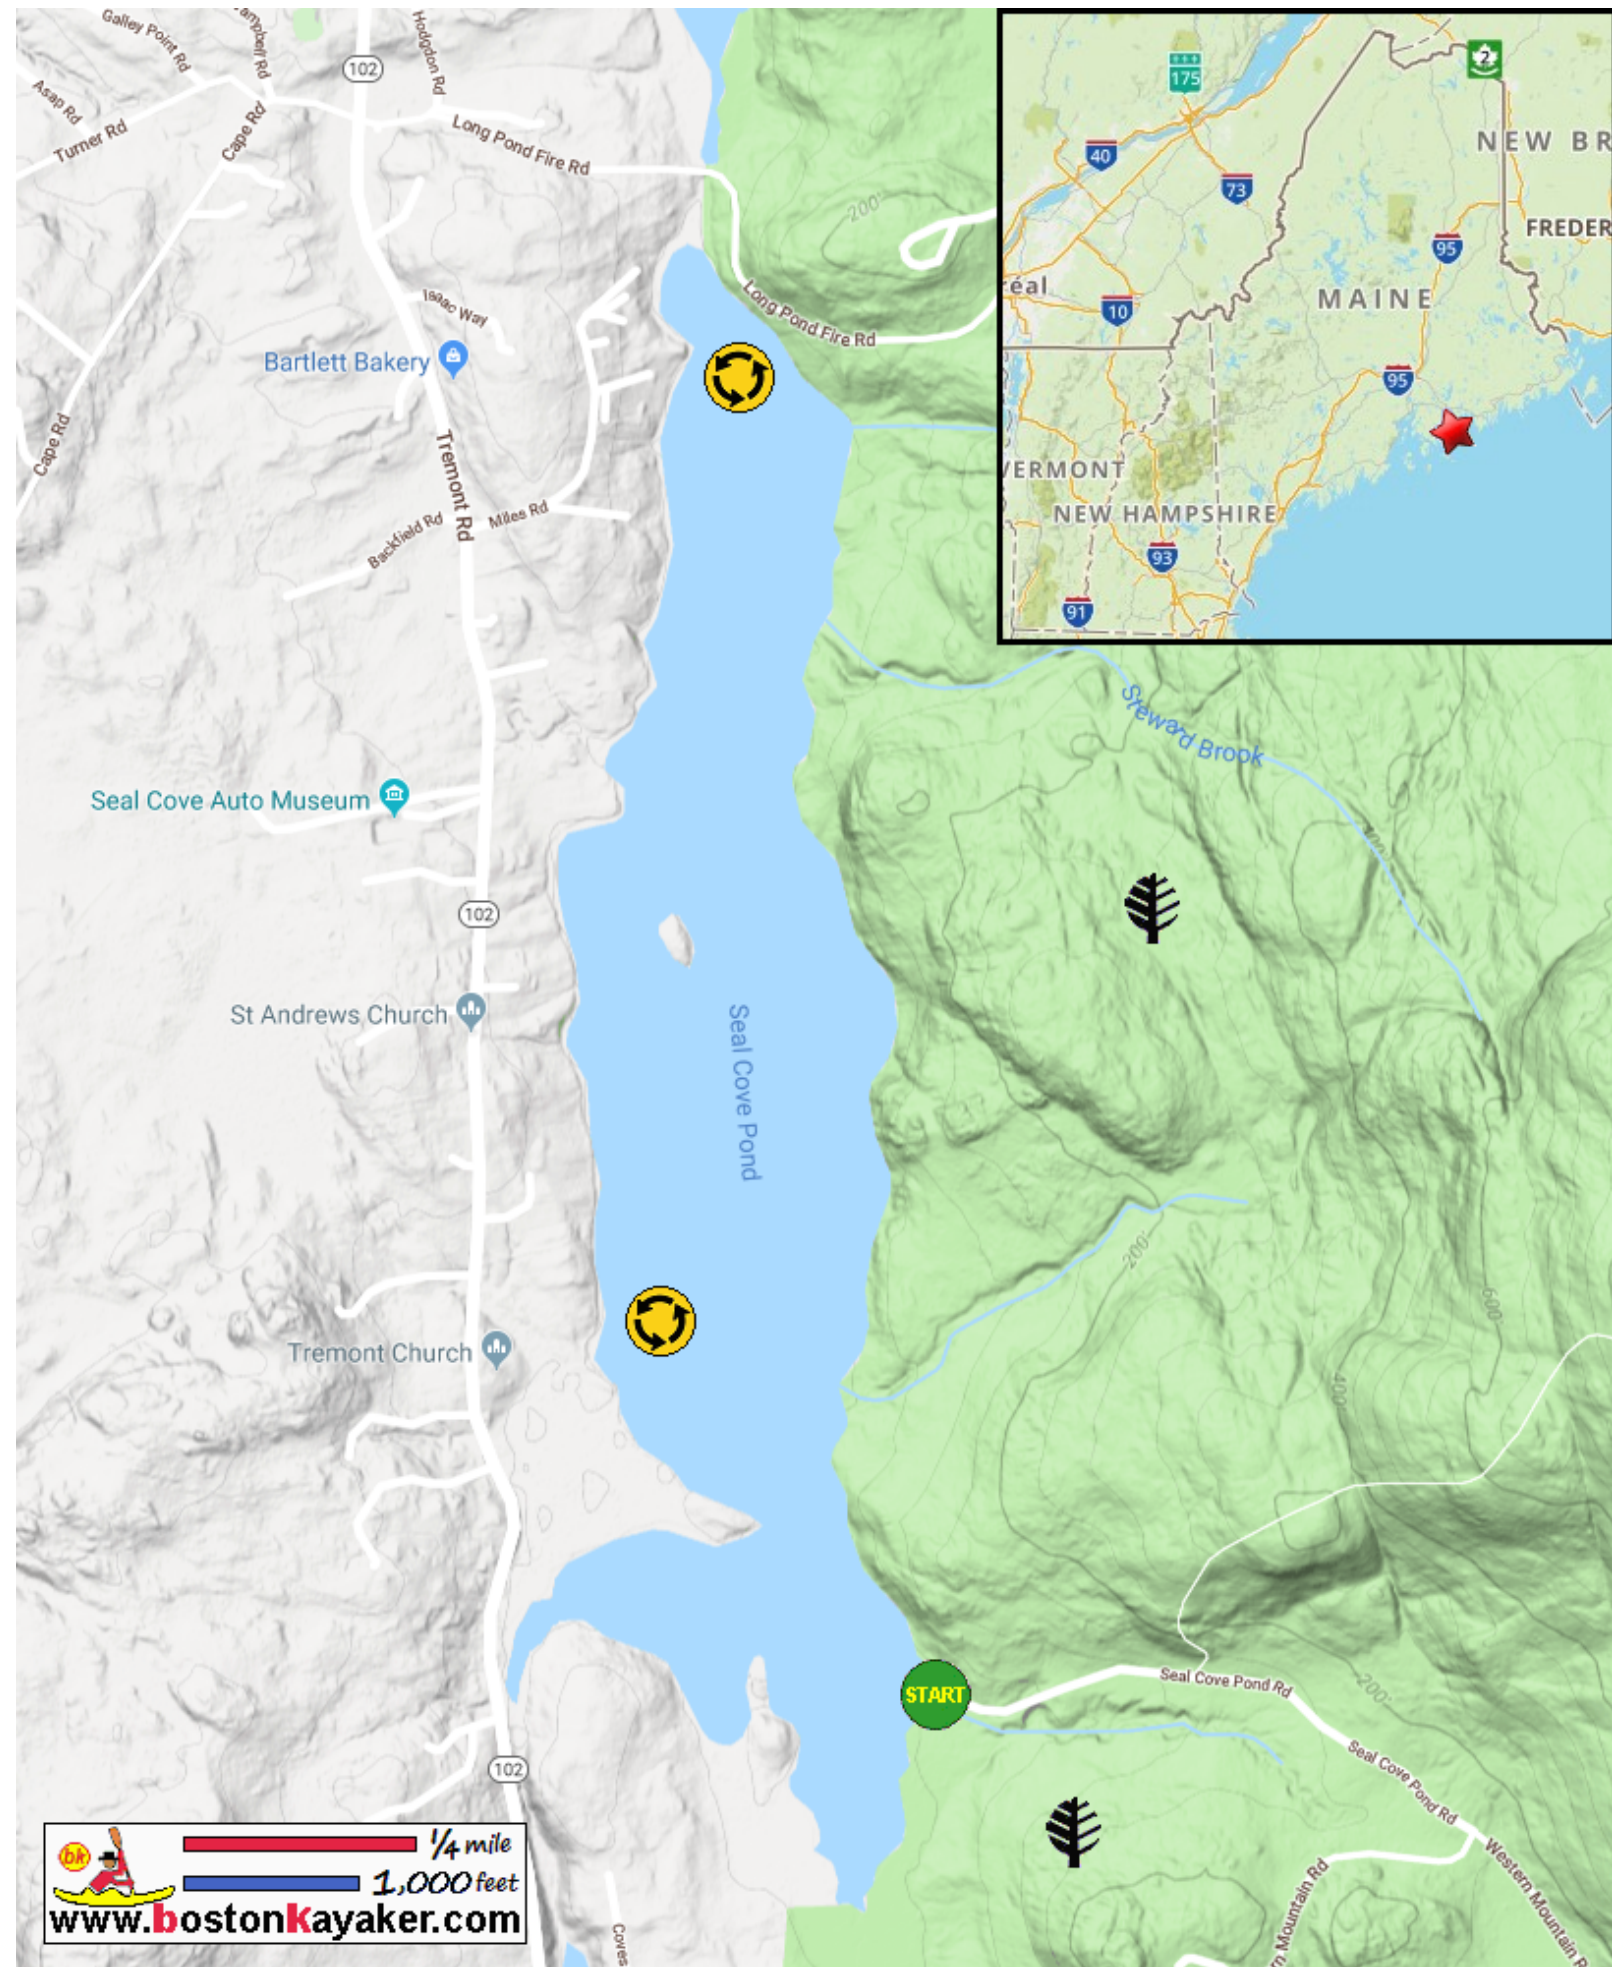 Galley Point Rd
Hodgdon Rd
102
Asap Rd
Turner Rd
Cape Rd
Long Pond Fire Rd
200'
Long Pond Fire Rd
Isaac Way
Bartlett Bakery
Cape Rd
Tremont Rd
Backfield Rd
Miles Rd
175
2
40
73
NEW BR
FREDER
95
réal
10
MAINE
95
VERMONT
NEW HAMPSHIRE
93
91
Steward Brook
Seal Cove Auto Museum
102
St Andrews Church
Seal Cove Pond
200'
600'
Tremont Church
400'
START
Seal Cove Pond Rd
200'
Seal Cove Pond Rd
102
Western Mountain R
n Mountain Rd
Coves
bk
1/4 mile
1,000 feet
www.bostonkayaker.com